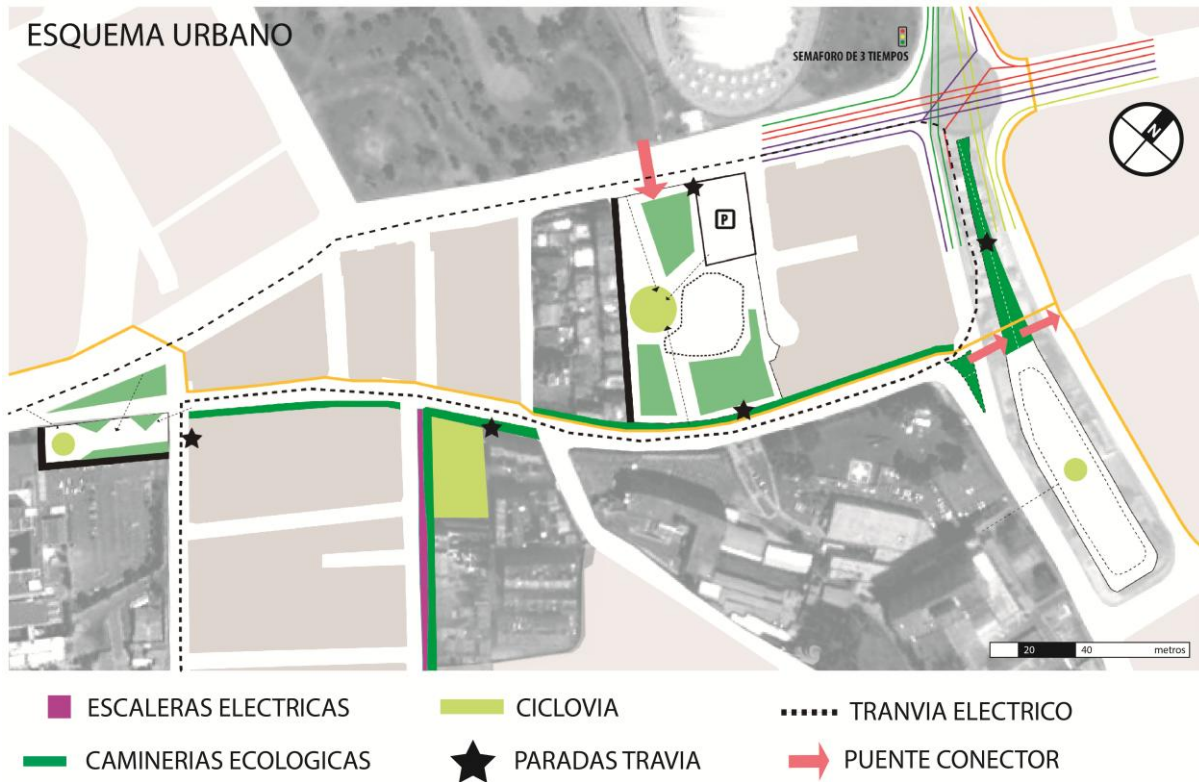 ESQUEMA URBANO
SEMAFORO DE 3 TIEMPOS
N
P
20 40 metros
ESCALERAS ELECTRICAS
CICLOVIA
TRANVIA ELECTRICO
CAMINERIAS ECOLOGICAS
PARADAS TRAVIA
PUENTE CONECTOR